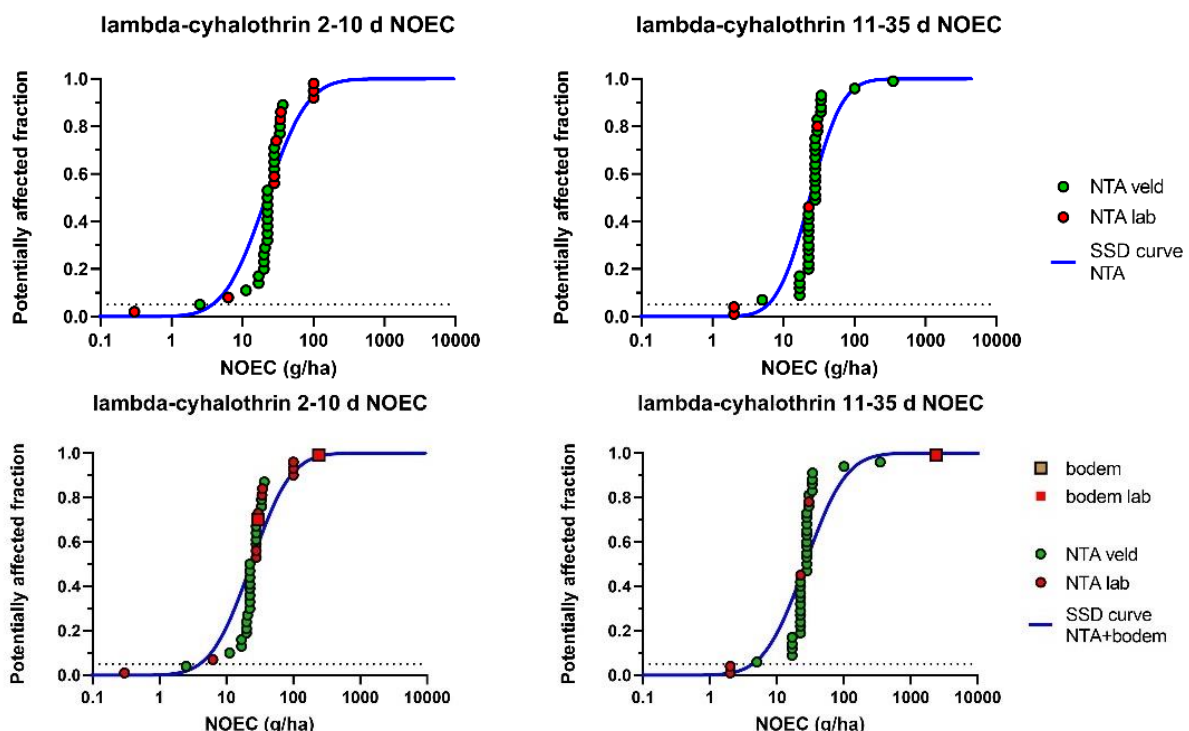 lambda-cyhalothrin 2-10 d NOEC
Potentially affected fraction
1.0
0.8
0.6
0.4
0.2
0.0
0.1 1 10 100 1000 10000
NOEC (g/ha)
lambda-cyhalothrin 11-35 d NOEC
Potentially affected fraction
1.0
0.8
0.6
0.4
0.2
0.0
0.1 1 10 100 1000 10000
NOEC (g/ha)
NTA veld
NTA lab
SSD curve
NTA
lambda-cyhalothrin 2-10 d NOEC
Potentially affected fraction
1.0
0.8
0.6
0.4
0.2
0.0
0.1 1 10 100 1000 10000
NOEC (g/ha)
lambda-cyhalothrin 11-35 d NOEC
Potentially affected fraction
1.0
0.8
0.6
0.4
0.2
0.0
0.1 1 10 100 1000 10000
NOEC (g/ha)
bodem
bodem lab
NTA veld
NTA lab
SSD curve
NTA+bodem